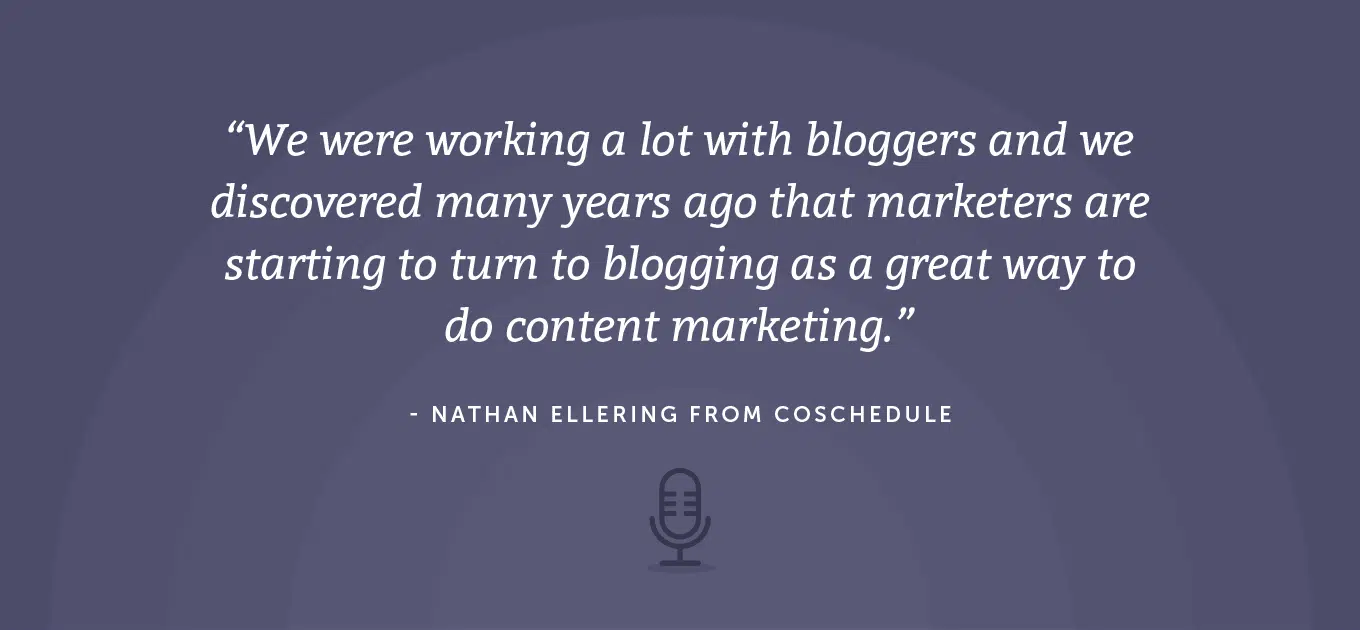 “We were working a lot with bloggers and we
discovered many years ago that marketers are
starting to turn to blogging as a great way to
do content marketing.”
- NATHAN ELLERING FROM COSCHEDULE